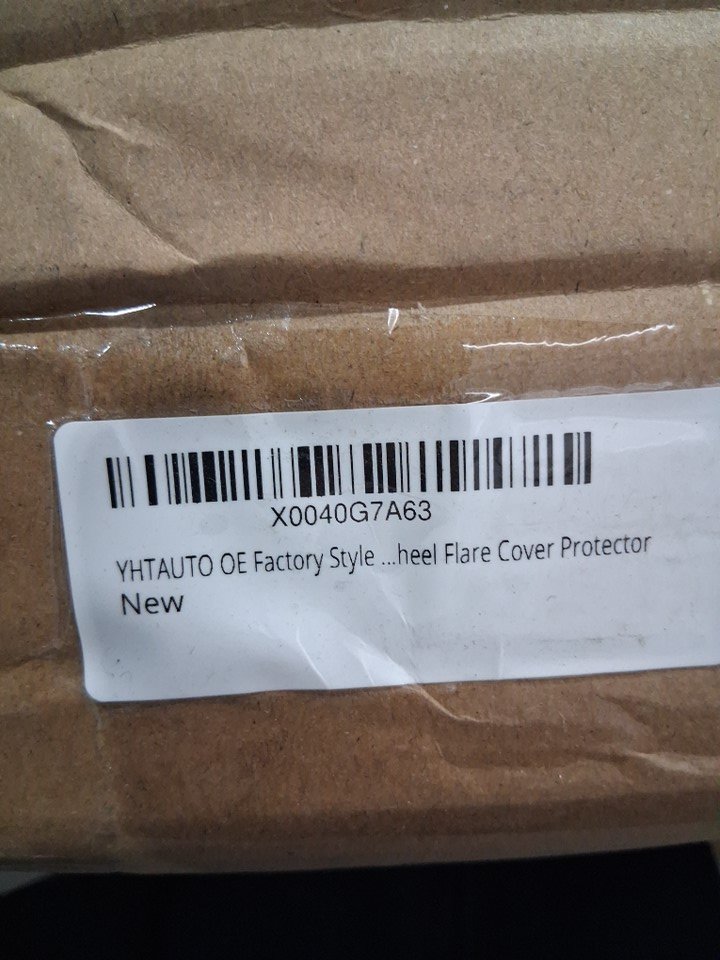 X0040G7A63
YHTAUTO OE Factory Style ...heel Flare Cover Protector
New